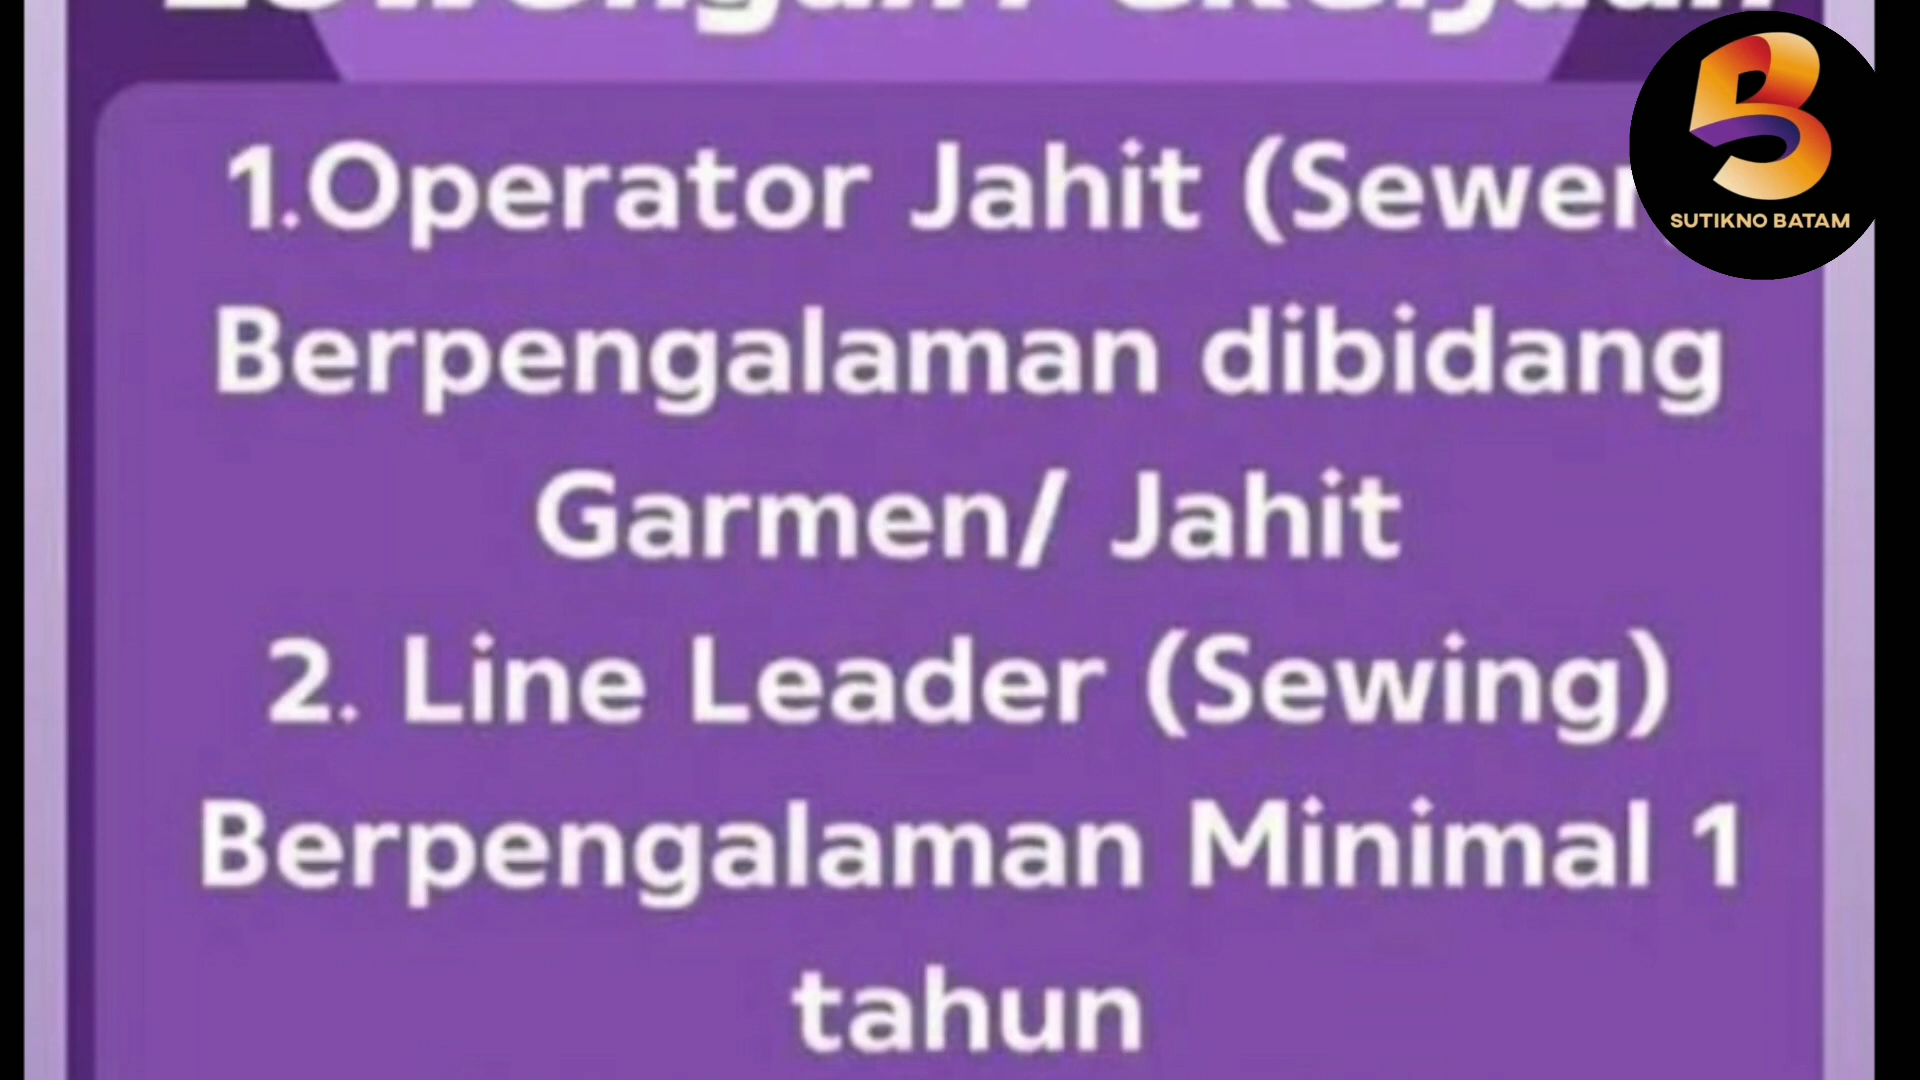 1.Operator Jahit (Sewer
Berpengalaman dibidang
Garmen/ Jahit
2. Line Leader (Sewing)
Berpengalaman Minimal 1
tahun
SUTIKNO BATAM